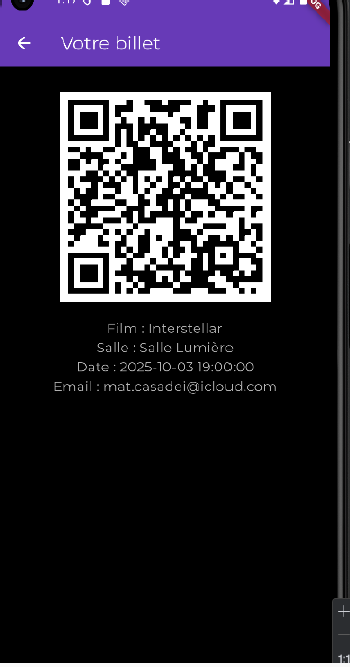 Votre billet
Film : Interstellar
Salle : Salle Lumière
Date : 2025-10-03 19:00:00
Email : mat.casadei@icloud.com